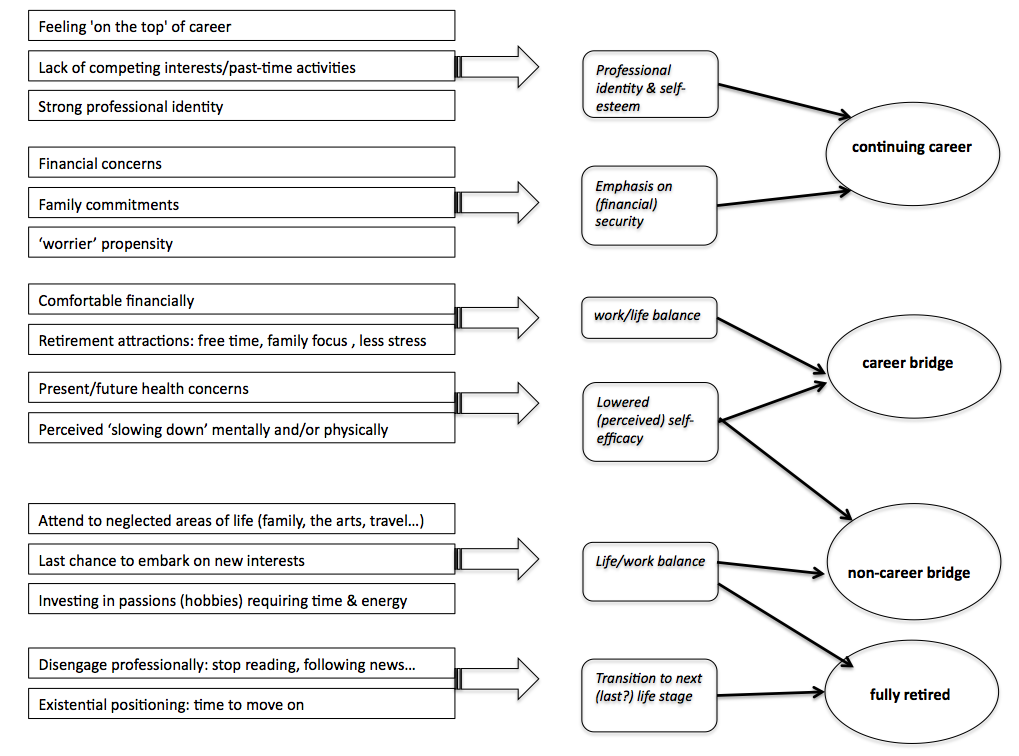 Feeling 'on the top' of career
Lack of competing interests/past-time activities
Strong professional identity
Professional
identity & self-
esteem
continuing career
Financial concerns
Family commitments
‘worrier’ propensity
Emphasis on
(financial)
security
Comfortable financially
Retirement attractions: free time, family focus , less stress
work/life balance
career bridge
Present/future health concerns
Perceived ‘slowing down’ mentally and/or physically
Lowered
(perceived) self-
efficacy
Attend to neglected areas of life (family, the arts, travel…)
Last chance to embark on new interests
Investing in passions (hobbies) requiring time & energy
Life/work balance
non-career bridge
Disengage professionally: stop reading, following news…
Existential positioning: time to move on
Transition to next
(last?) life stage
fully retired